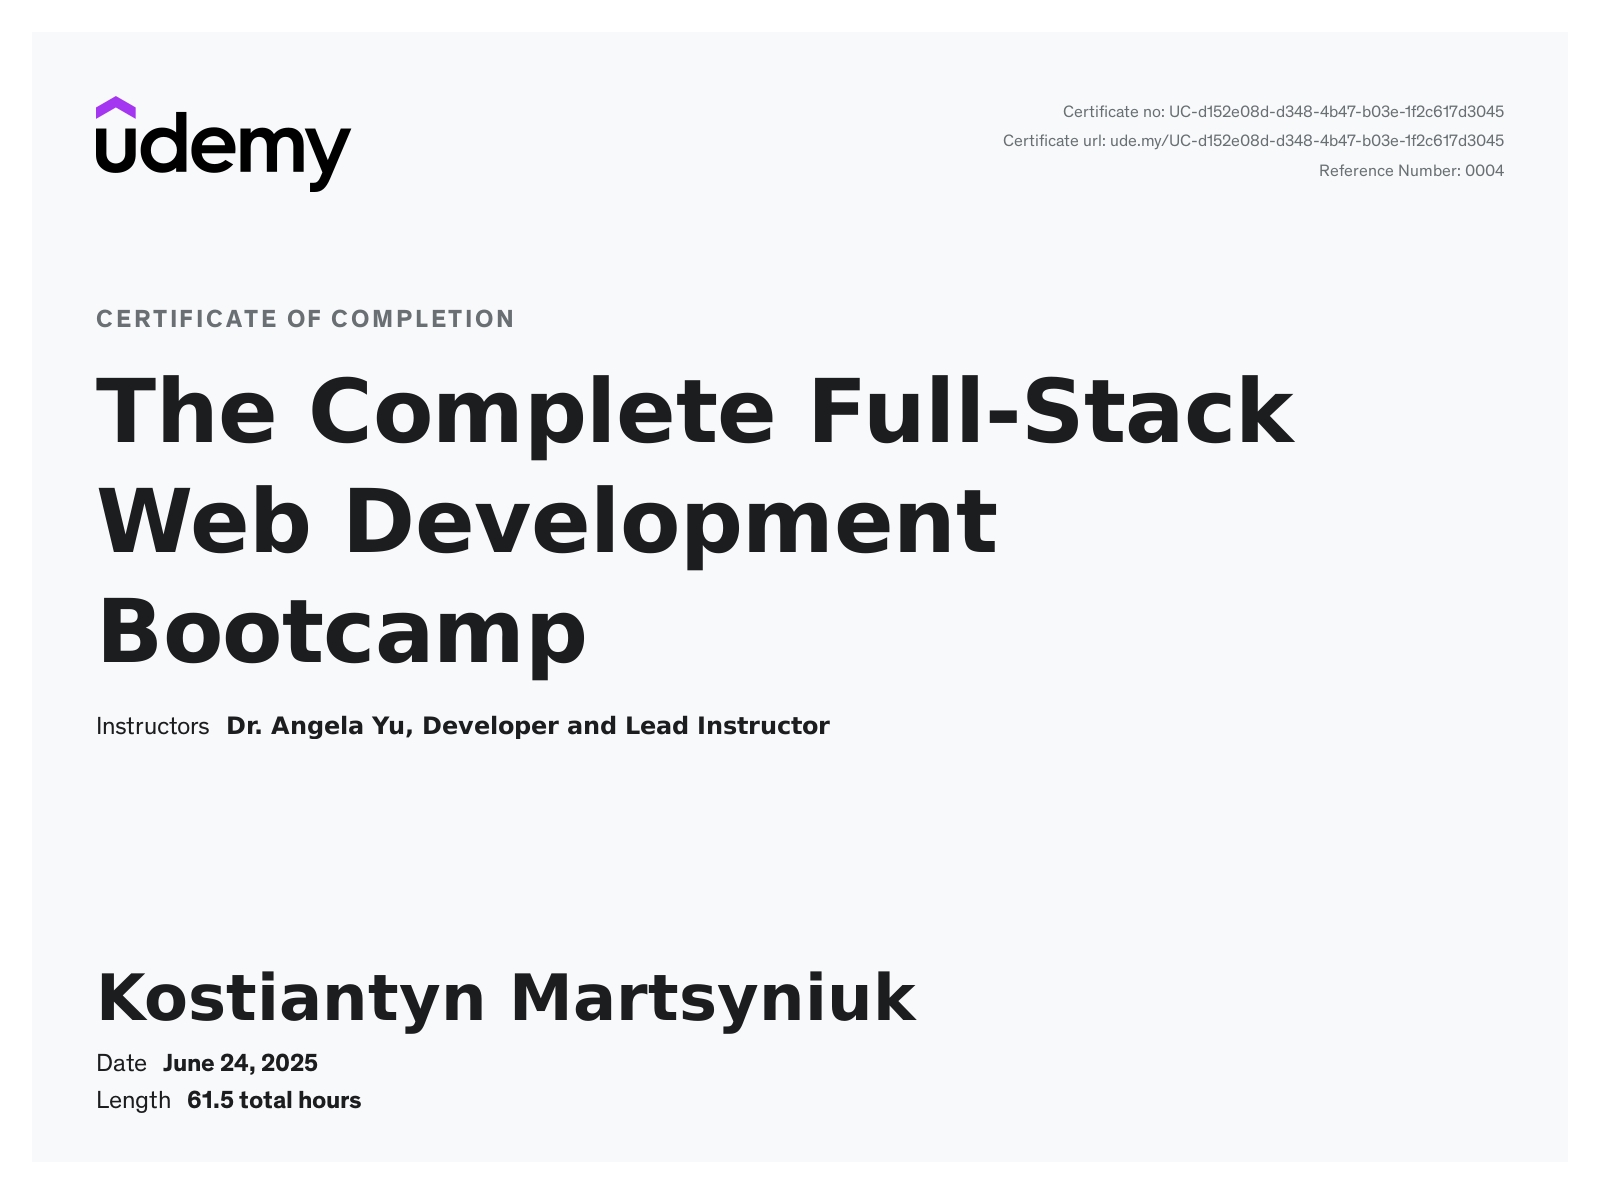 udemy
Certificate no: UC-d152e08d-d348-4b47-b03e-1f2c617d3045
Certificate url: ude.my/UC-d152e08d-d348-4b47-b03e-1f2c617d3045
Reference Number: 0004
CERTIFICATE OF COMPLETION
The Complete Full-Stack
Web Development
Bootcamp
Instructors Dr. Angela Yu, Developer and Lead Instructor
Kostiantyn Martsyniuk
Date June 24, 2025
Length 61.5 total hours